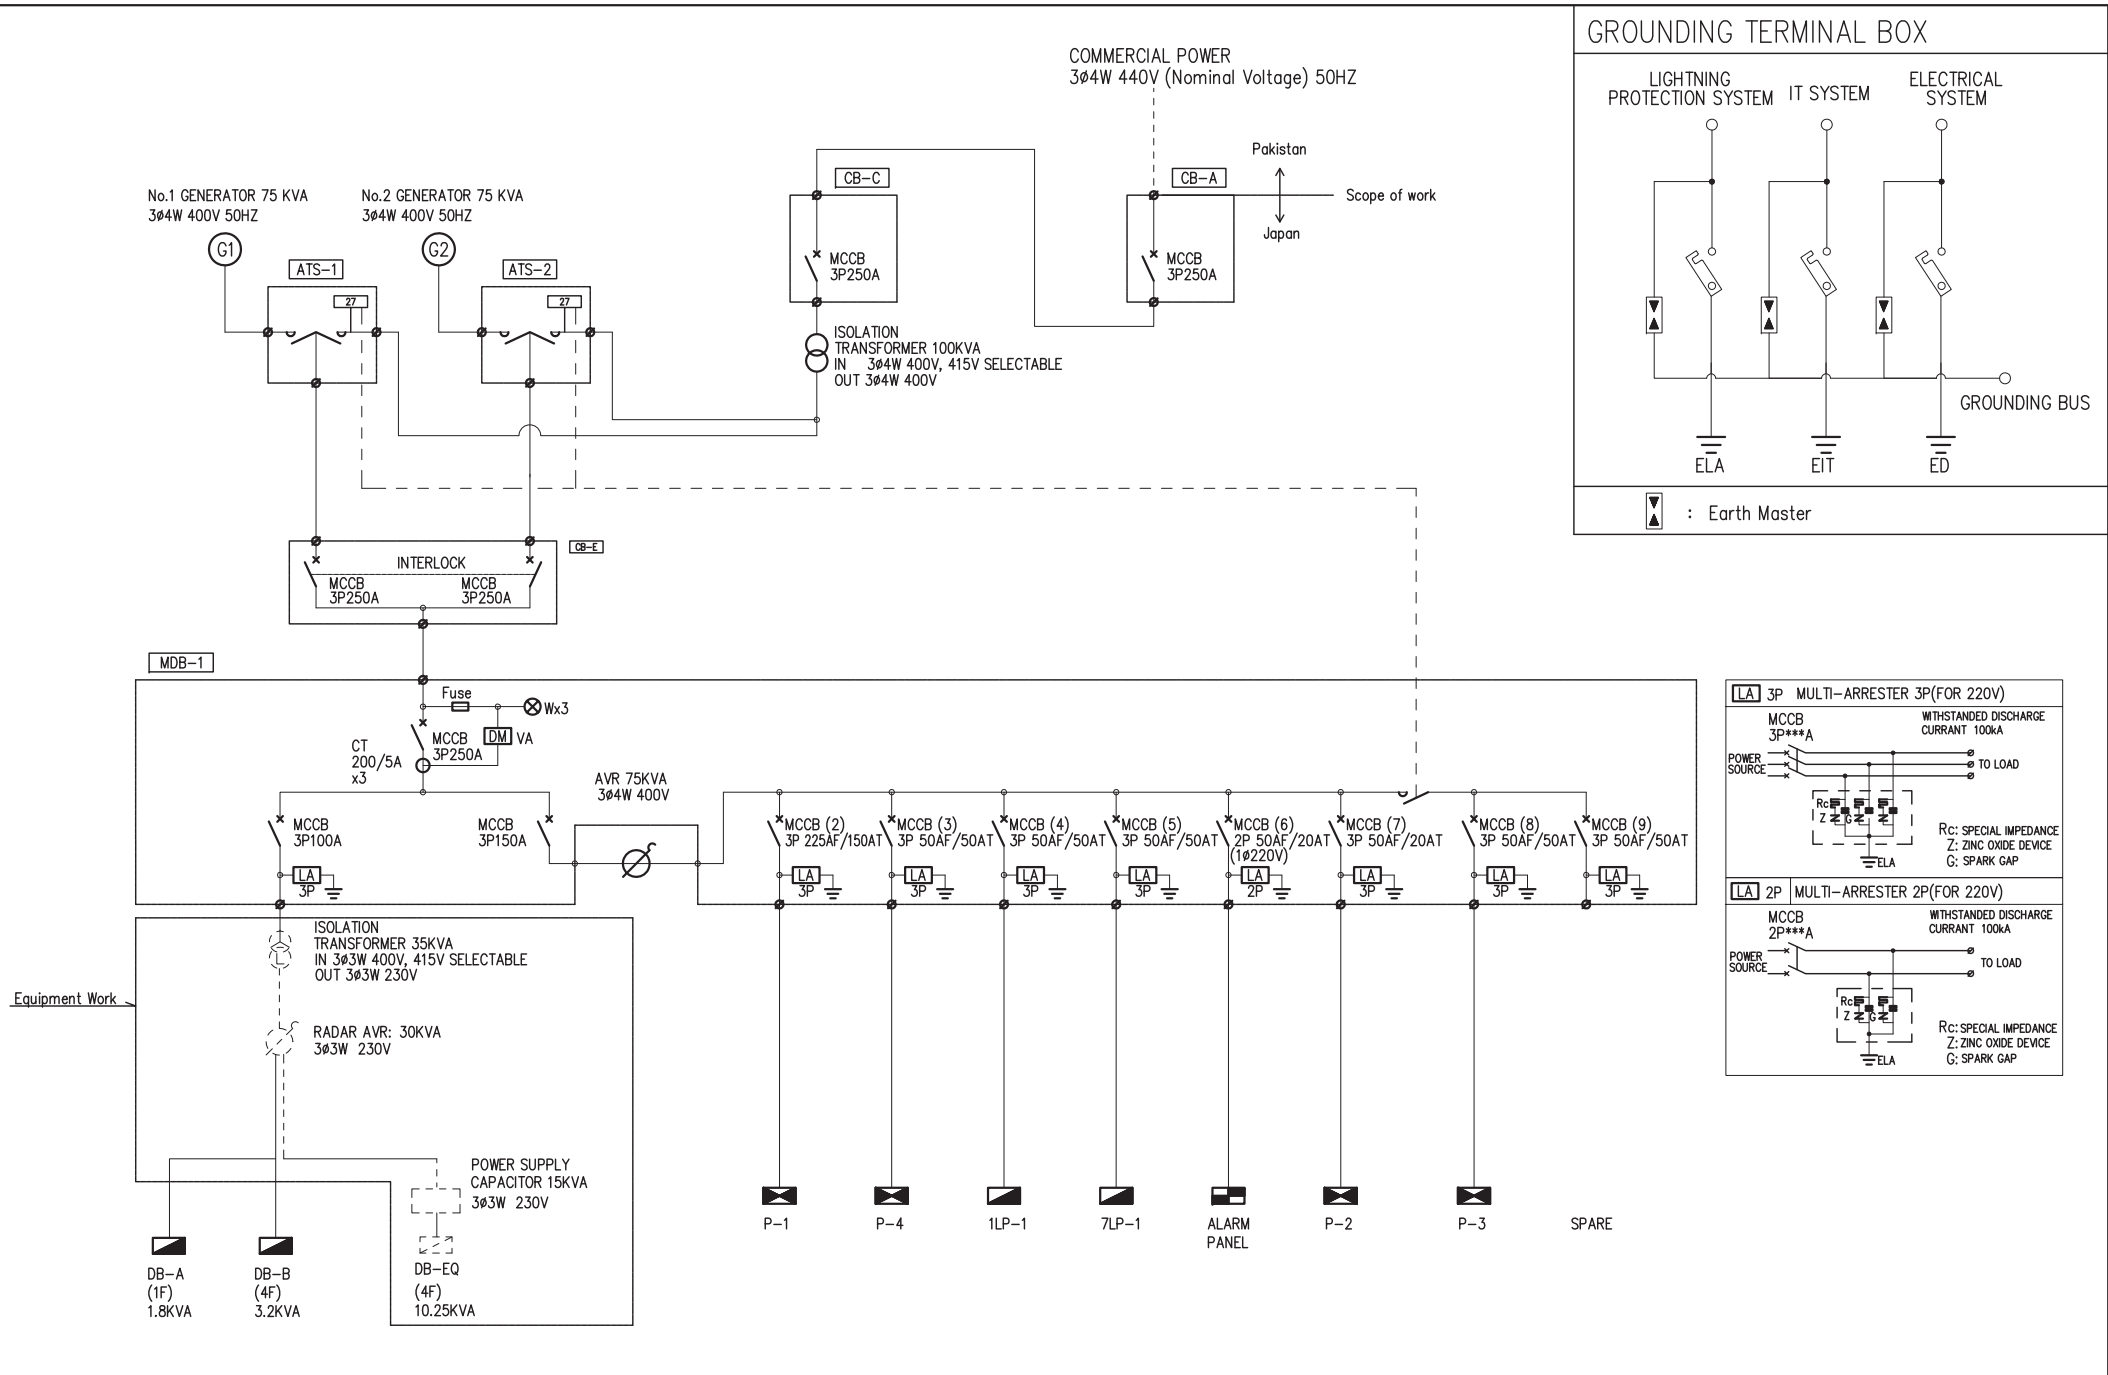 GROUNDING TERMINAL BOX
LIGHTNING
PROTECTION SYSTEM
IT SYSTEM
ELECTRICAL
SYSTEM
GROUNDING BUS
ELA
EIT
ED
: Earth Master
COMMERCIAL POWER
3ø4W 440V (Nominal Voltage) 50HZ
Pakistan
Scope of work
Japan
CB-C
CB-A
MCCB
3P250A
MCCB
3P250A
No.1 GENERATOR 75 KVA
3ø4W 400V 50HZ
No.2 GENERATOR 75 KVA
3ø4W 400V 50HZ
G1
G2
ATS-1
ATS-2
27
27
ISOLATION
TRANSFORMER 100KVA
IN 3ø4W 400V, 415V SELECTABLE
OUT 3ø4W 400V
CB-E
INTERLOCK
MCCB
3P250A
MCCB
3P250A
MDB-1
Fuse
Wx3
DM VA
MCCB
3P250A
CT
200/5A
x3
AVR 75KVA
3ø4W 400V
MCCB
3P100A
MCCB
3P150A
MCCB (2)
3P 225AF/150AT
MCCB (3)
3P 50AF/50AT
MCCB (4)
3P 50AF/50AT
MCCB (5)
3P 50AF/50AT
MCCB (6)
2P 50AF/20AT
(1ø220V)
MCCB (7)
3P 50AF/20AT
MCCB (8)
3P 50AF/50AT
MCCB (9)
3P 50AF/50AT
LA
3P
LA
3P
LA
3P
LA
3P
LA
3P
LA
2P
LA
3P
LA
3P
LA
3P
ISOLATION
TRANSFORMER 35KVA
IN 3ø3W 400V, 415V SELECTABLE
OUT 3ø3W 230V
Equipment Work
RADAR AVR: 30KVA
3ø3W 230V
POWER SUPPLY
CAPACITOR 15KVA
3ø3W 230V
DB-A
(1F)
1.8KVA
DB-B
(4F)
3.2KVA
DB-EQ
(4F)
10.25KVA
P-1
P-4
1LP-1
7LP-1
ALARM
PANEL
P-2
P-3
SPARE
LA 3P MULTI-ARRESTER 3P(FOR 220V)
MCCB
3P***A
WITHSTANDED DISCHARGE
CURRANT 100kA
POWER
SOURCE
TO LOAD
Rc
Z
G
ELA
Rc: SPECIAL IMPEDANCE
Z: ZINC OXIDE DEVICE
G: SPARK GAP
LA 2P MULTI-ARRESTER 2P(FOR 220V)
MCCB
2P***A
WITHSTANDED DISCHARGE
CURRANT 100kA
POWER
SOURCE
TO LOAD
Rc
Z
G
ELA
Rc: SPECIAL IMPEDANCE
Z: ZINC OXIDE DEVICE
G: SPARK GAP